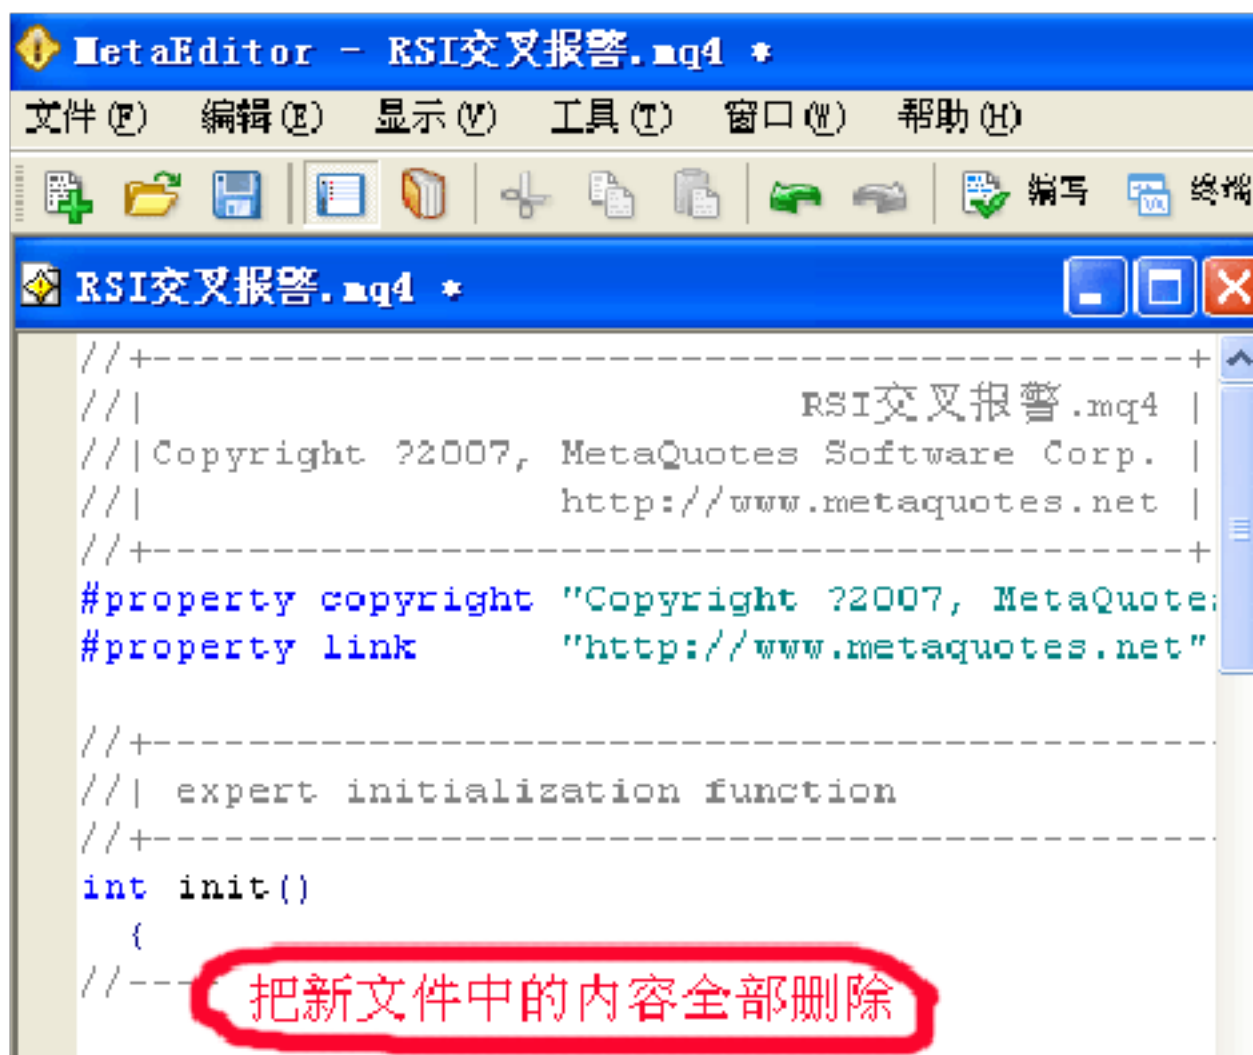 MetaEditor - RSI交叉报警.mq4 *
文件(F) 编辑(E) 显示(V) 工具(T) 窗口(W) 帮助(H)
编写 终端
RSI交叉报警.mq4 *
//+-------------------------------------------+
//| RSI交叉报警.mq4 |
//|Copyright ?2007, MetaQuotes Software Corp. |
//| http://www.metaquotes.net |
//+-------------------------------------------+
#property copyright "Copyright ?2007, MetaQuotes
#property link "http://www.metaquotes.net"
//+---------------------------------------------
//| expert initialization function
//+---------------------------------------------
int init()
{
//----
把新文件中的内容全部删除